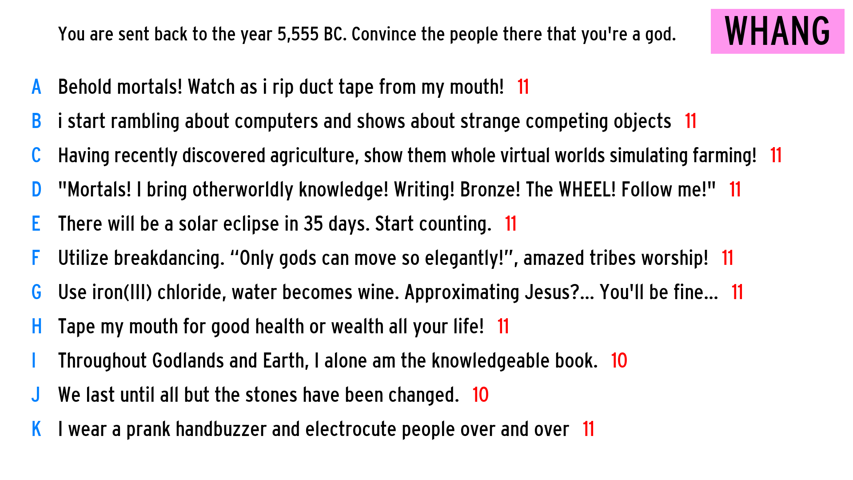 You are sent back to the year 5,555 BC. Convince the people there that you're a god.
WHANG
A Behold mortals! Watch as i rip duct tape from my mouth! 11
B i start rambling about computers and shows about strange competing objects 11
C Having recently discovered agriculture, show them whole virtual worlds simulating farming! 11
D "Mortals! I bring otherworldly knowledge! Writing! Bronze! The WHEEL! Follow me!" 11
E There will be a solar eclipse in 35 days. Start counting. 11
F Utilize breakdancing. “Only gods can move so elegantly!”, amazed tribes worship! 11
G Use iron(III) chloride, water becomes wine. Approximating Jesus?... You'll be fine... 11
H Tape my mouth for good health or wealth all your life! 11
I Throughout Godlands and Earth, I alone am the knowledgeable book. 10
J We last until all but the stones have been changed. 10
K I wear a prank handbuzzer and electrocute people over and over 11